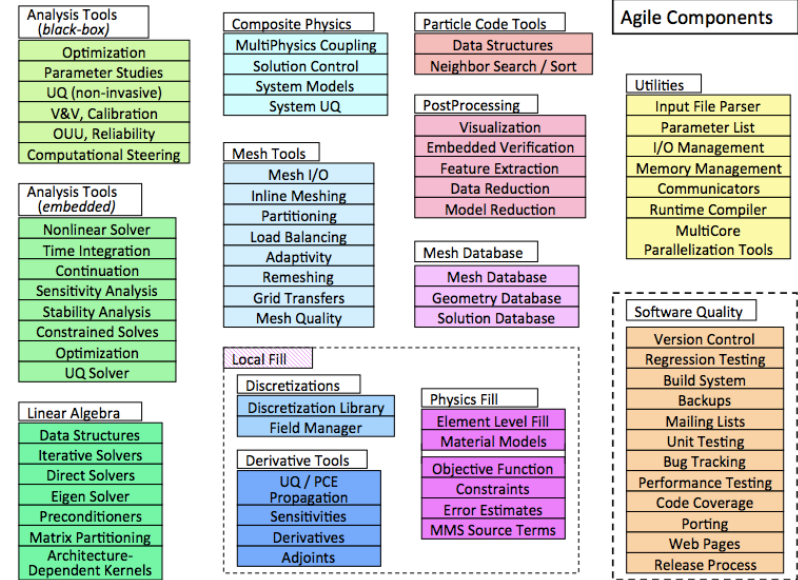 Analysis Tools
(black-box)
Optimization
Parameter Studies
UQ (non-invasive)
V&V, Calibration
OUU, Reliability
Computational Steering
Analysis Tools
(embedded)
Nonlinear Solver
Time Integration
Continuation
Sensitivity Analysis
Stability Analysis
Constrained Solves
Optimization
UQ Solver
Linear Algebra
Data Structures
Iterative Solvers
Direct Solvers
Eigen Solver
Preconditioners
Matrix Partitioning
Architecture-
Dependent Kernels
Composite Physics
MultiPhysics Coupling
Solution Control
System Models
System UQ
Mesh Tools
Mesh I/O
Inline Meshing
Partitioning
Load Balancing
Adaptivity
Remeshing
Grid Transfers
Mesh Quality
Particle Code Tools
Data Structures
Neighbor Search / Sort
PostProcessing
Visualization
Embedded Verification
Feature Extraction
Data Reduction
Model Reduction
Mesh Database
Mesh Database
Geometry Database
Solution Database
Local Fill
Discretizations
Discretization Library
Field Manager
Derivative Tools
UQ / PCE
Propagation
Sensitivities
Derivatives
Adjoints
Physics Fill
Element Level Fill
Material Models
Objective Function
Constraints
Error Estimates
MMS Source Terms
Agile Components
Utilities
Input File Parser
Parameter List
I/O Management
Memory Management
Communicators
Runtime Compiler
MultiCore
Parallelization Tools
Software Quality
Version Control
Regression Testing
Build System
Backups
Mailing Lists
Unit Testing
Bug Tracking
Performance Testing
Code Coverage
Porting
Web Pages
Release Process